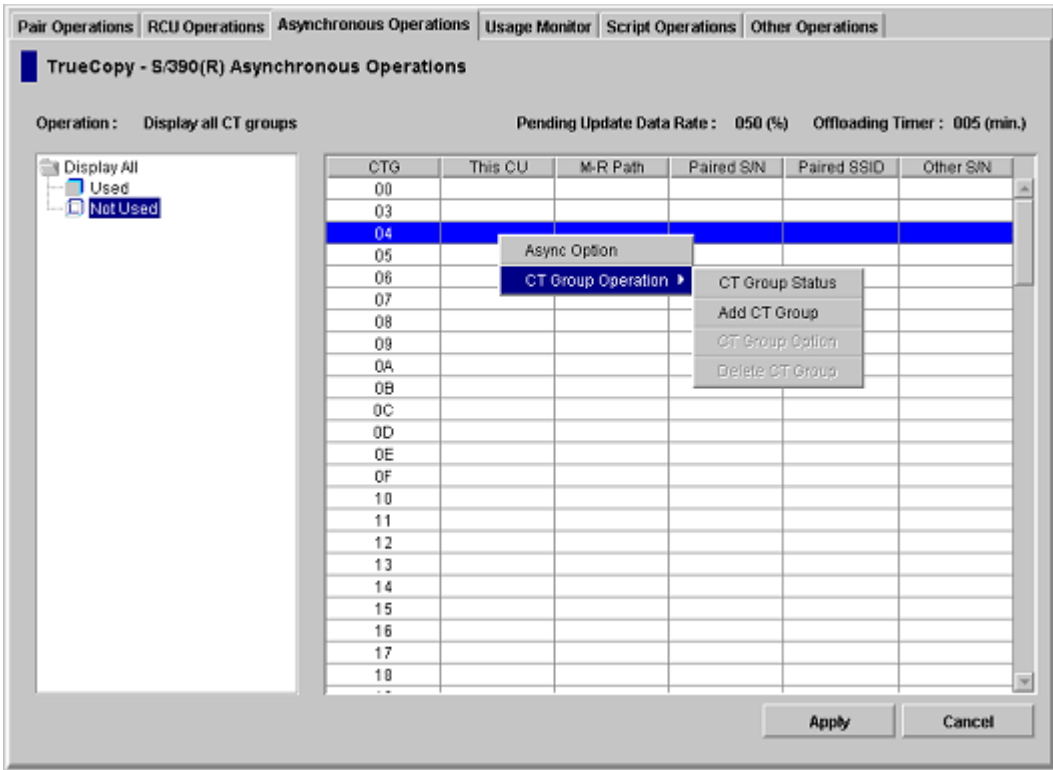 Pair Operations RCU Operations Asynchronous Operations Usage Monitor Script Operations Other Operations
TrueCopy - S/390(R) Asynchronous Operations
Operation : Display all CT groups Pending Update Data Rate : 050 (%) Offloading Timer : 005 (min.)
Display All
Used
Not Used
CTG This CU M-R Path Paired S/N Paired SSID Other S/N
00
03
04
05
06
07
08
09
0A
0B
0C
0D
0E
0F
10
11
12
13
14
15
16
17
18
Async Option
CT Group Operation
CT Group Status
Add CT Group
CT Group Option
Delete CT Group
Apply Cancel